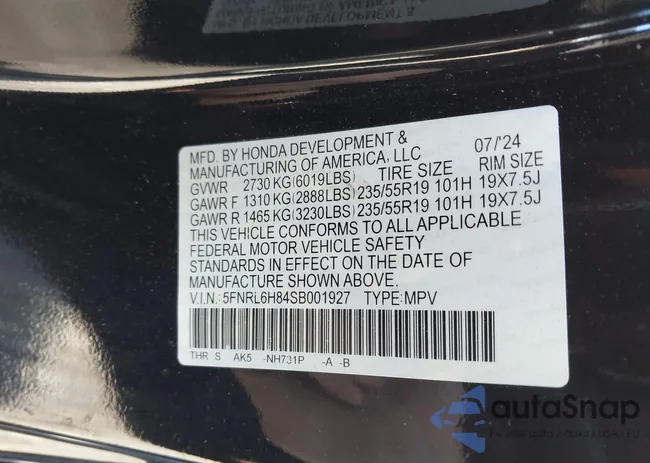 MFD. BY HONDA DEVELOPMENT & 07/'24
MANUFACTURING OF AMERICA, LLC
GVWR 2730 KG(6019LBS) TIRE SIZE RIM SIZE
GAWR F 1310 KG(2888LBS) 235/55R19 101H 19X7.5J
GAWR R 1465 KG(3230LBS) 235/55R19 101H 19X7.5J
THIS VEHICLE CONFORMS TO ALL APPLICABLE
FEDERAL MOTOR VEHICLE SAFETY
STANDARDS IN EFFECT ON THE DATE OF
MANUFACTURE SHOWN ABOVE.
V.I.N.: 5FNRL6H84SB001927 TYPE:MPV
THR S AK5 -NH731P -A -B
autaSnap